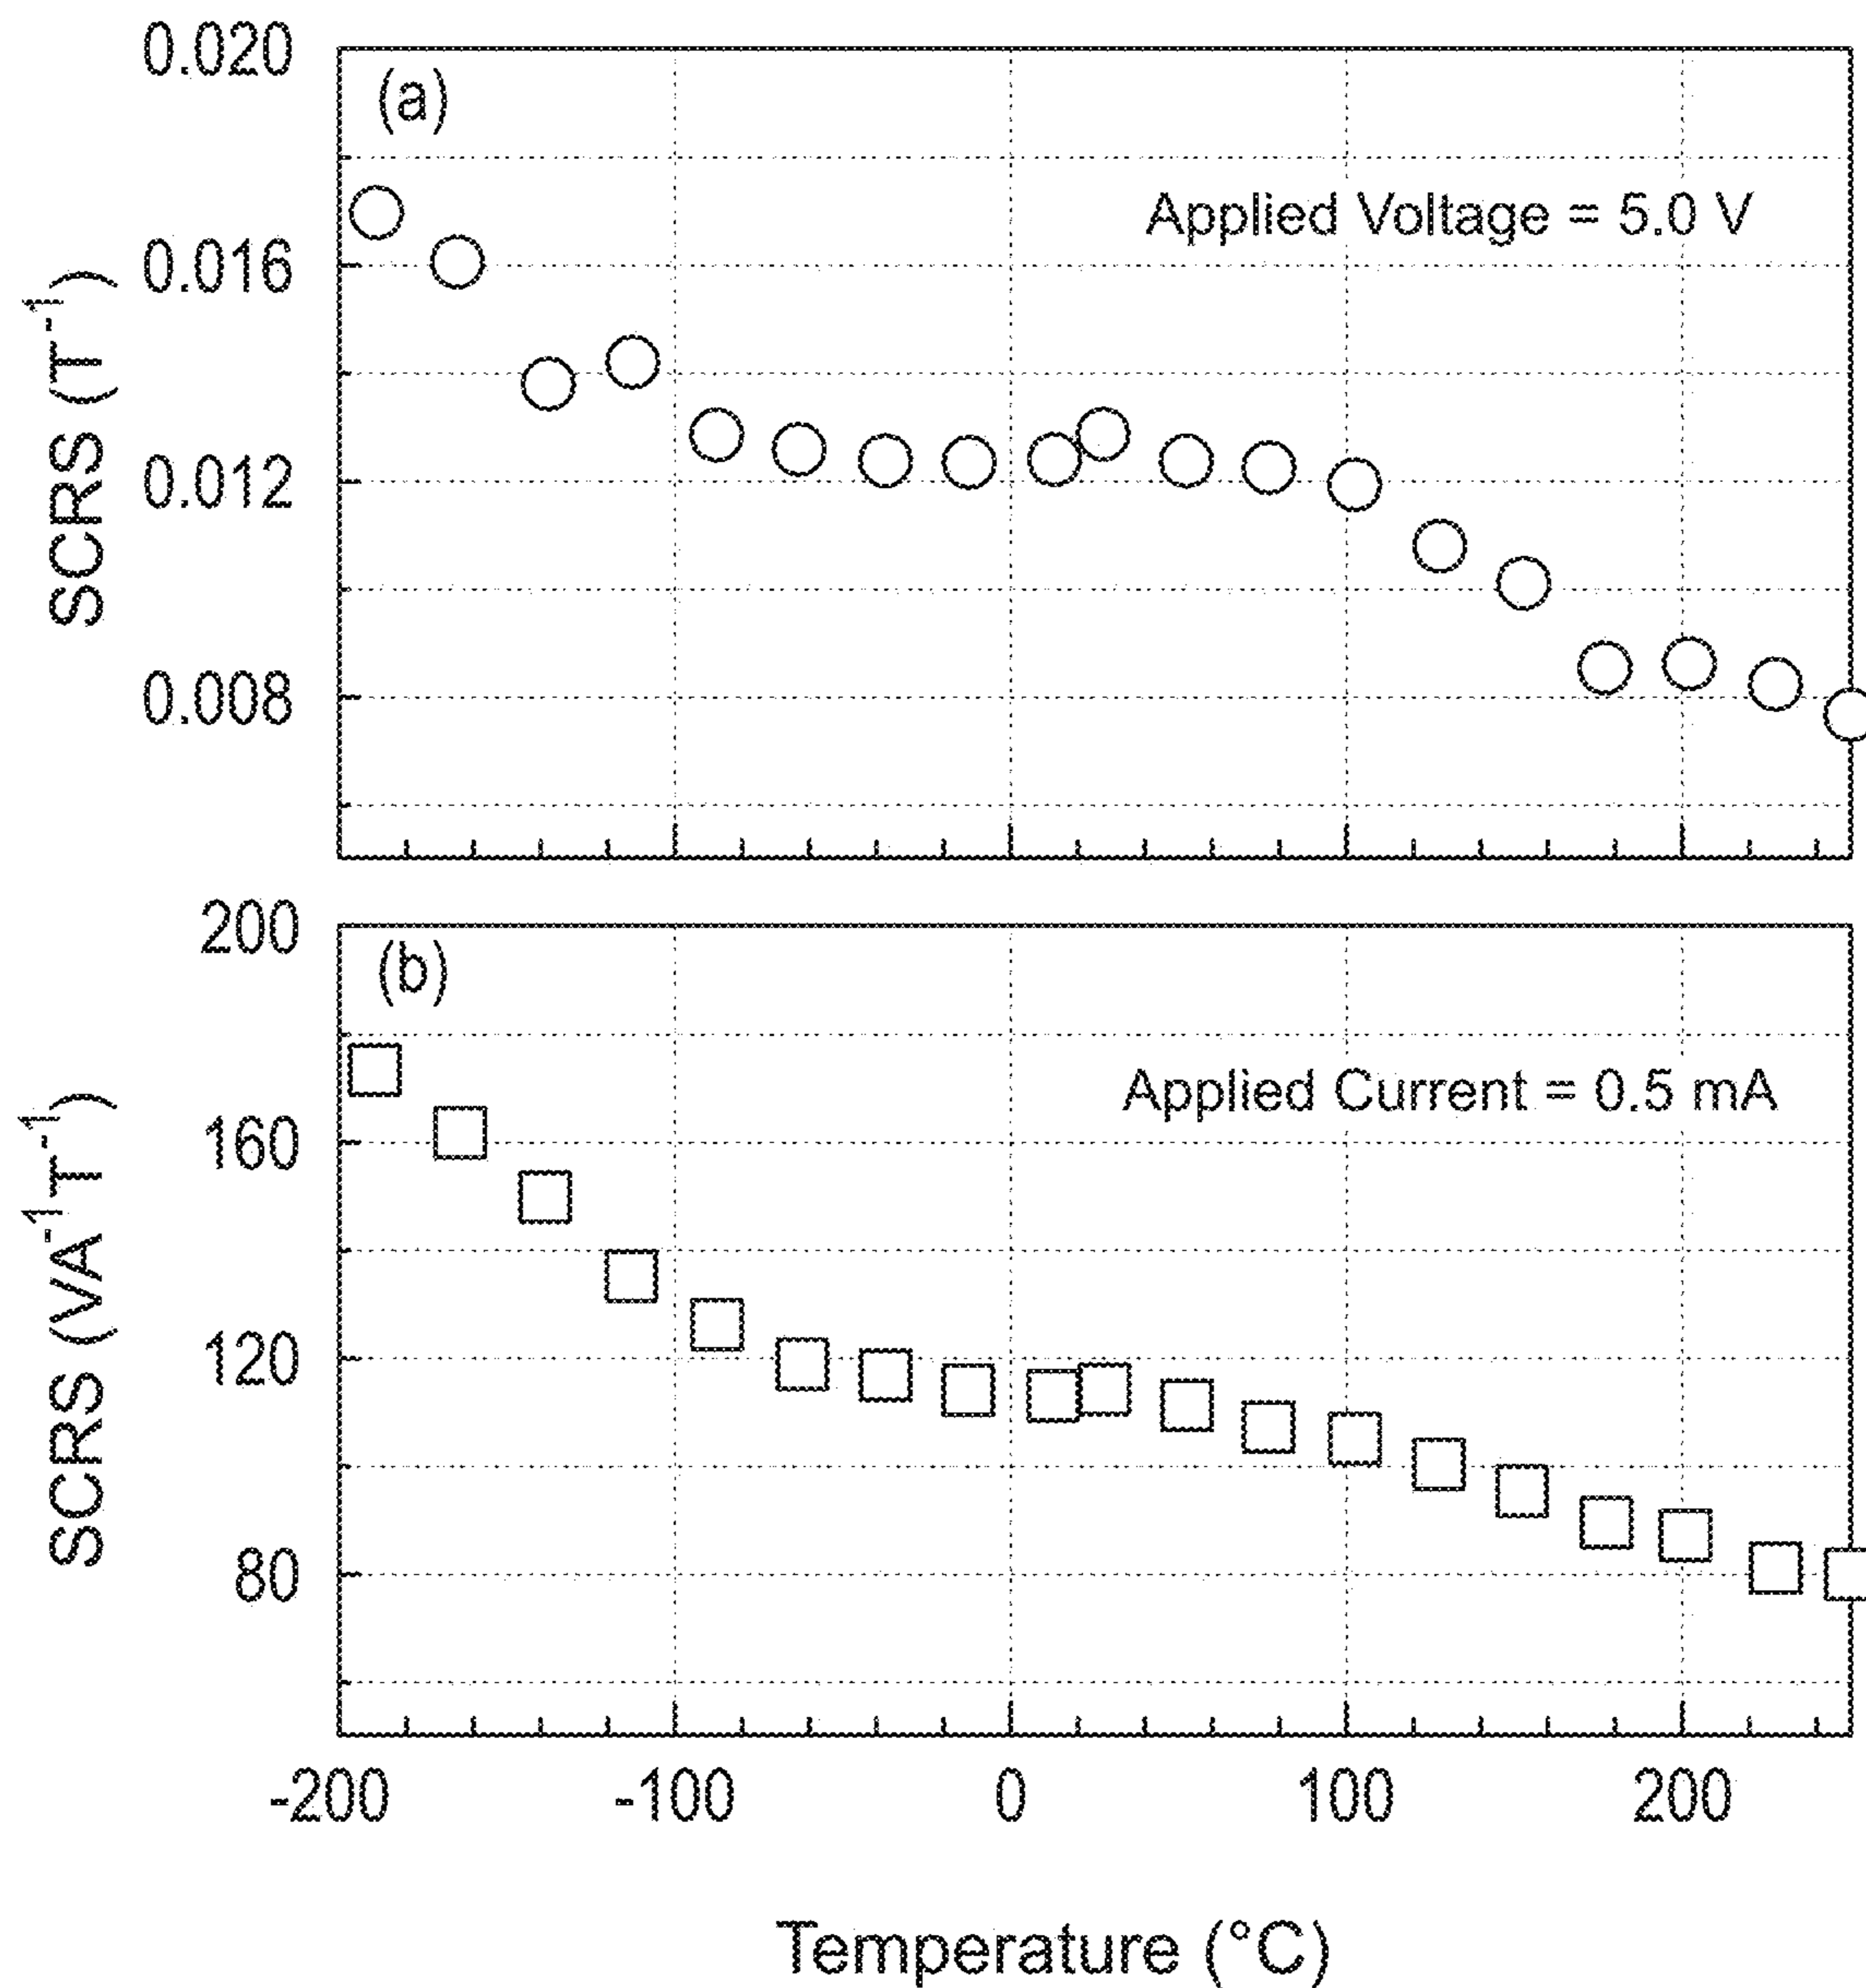 0.020
(a)
Applied Voltage = 5.0 V
0.016
0.012
0.008
SCRS (T⁻¹)
200
(b)
Applied Current = 0.5 mA
160
120
80
SCRS (VA⁻¹T⁻¹)
-200 -100 0 100 200
Temperature (°C)